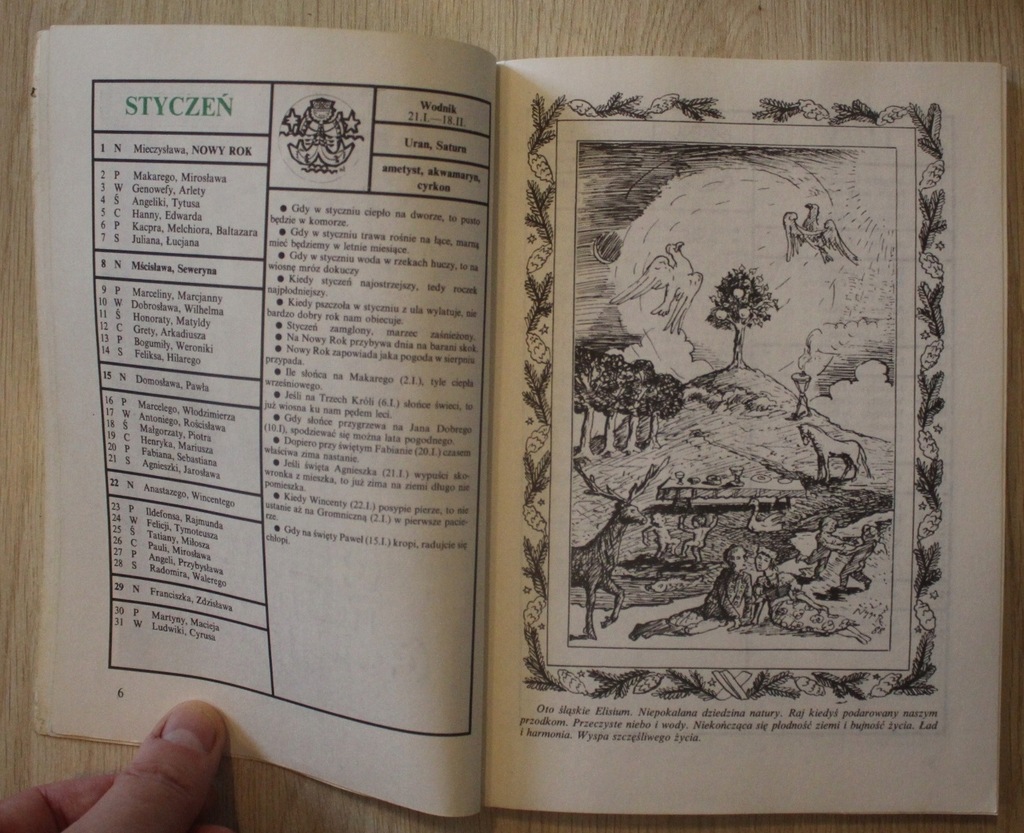 STYCZEŃ
1 N Mieczysława, NOWY ROK
2 P Makarego, Mirosława
3 W Genowefy, Arlety
4 Ś Angeliki, Tytusa
5 C Hanny, Edwarda
6 P Kacpra, Melchiora, Baltazara
7 S Juliana, Łucjana
8 N Mścisława, Seweryna
9 P Marceliny, Marcjanny
10 W Dobrosława, Wilhelma
11 Ś Honoraty, Matyldy
12 C Grety, Arkadiusza
13 P Bogumiły, Weroniki
14 S Feliksa, Hilarego
15 N Domosława, Pawła
16 P Marcelego, Włodzimierza
17 W Antoniego, Rościsława
18 Ś Małgorzaty, Piotra
19 C Henryka, Mariusza
20 P Fabiana, Sebastiana
21 S Agnieszki, Jarosława
22 N Anastazego, Wincentego
23 P Ildefonsa, Rajmunda
24 W Felicji, Tymoteusza
25 Ś Tatiany, Miłosza
26 C Pauli, Mirosława
27 P Angeli, Przybysława
28 S Radomira, Walerego
29 N Franciszka, Zdzisława
30 P Martyny, Macieja
31 W Ludwiki, Cyrusa
6
Wodnik
21.I.—18.II.
Uran, Saturn
ametyst, akwamaryn,
cyrkon
● Gdy w styczniu ciepło na dworze, to pusto
będzie w komorze.
● Gdy w styczniu trawa rośnie na łące, marzną
mieć będziemy w letnie miesiące.
● Gdy w styczniu woda w rzekach huczy, to na
wiosnę mróz dokuczy
● Kiedy styczeń najostrzejszy, tedy roczek
najpłodniejszy.
● Kiedy pszczoła w styczniu z ula wylatuje, nie
bardzo dobry rok nam obiecuje.
● Styczeń zamglony, marzec zaśnieżony.
● Na Nowy Rok przybywa dnia na barani skok.
● Nowy Rok zapowiada jaka pogoda w sierpniu
przypada.
● Ile słońca na Makarego (2.I.), tyle ciepła
wrześniowego.
● Jeśli na Trzech Króli (6.I.) słońce świeci, to
już wiosna ku nam pędem leci.
● Gdy słońce przygrzewa na Jana Dobrego
(10.I), spodziewać się można lata pogodnego.
● Dopiero przy świętym Fabianie (20.I.) czasem
właściwa zima nastanie.
● Jeśli święta Agnieszka (21.I.) wypuści sko-
wronka z mieszka, to już zima na ziemi długo nie
pomieszka.
● Kiedy Wincenty (22.I.) posypie pierze, to nie
ustanie aż na Gromniczną (2.I.) w pierwsze pacie-
rze.
● Gdy na święty Paweł (15.I.) kropi, radujcie się
chłopi.
Oto śląskie Elisium. Niepokalana dziedzina natury. Raj kiedyś podarowany naszym
przodkom. Przeczyste niebo i wody. Niekończąca się płodność ziemi i bujność życia. Ład
i harmonia. Wyspa szczęśliwego życia.